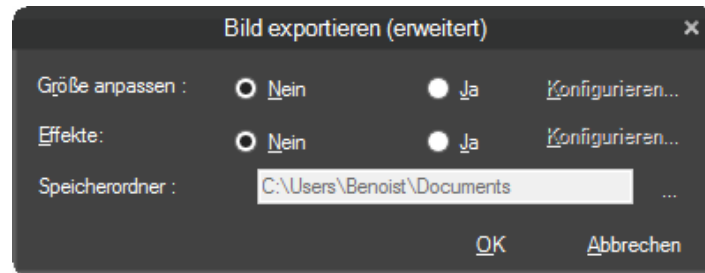 Bild exportieren (erweitert) ×
Größe anpassen : Nein Ja Konfigurieren...
Effekte: Nein Ja Konfigurieren...
Speicherordner : C:\Users\Benoist\Documents ...
OK Abbrechen